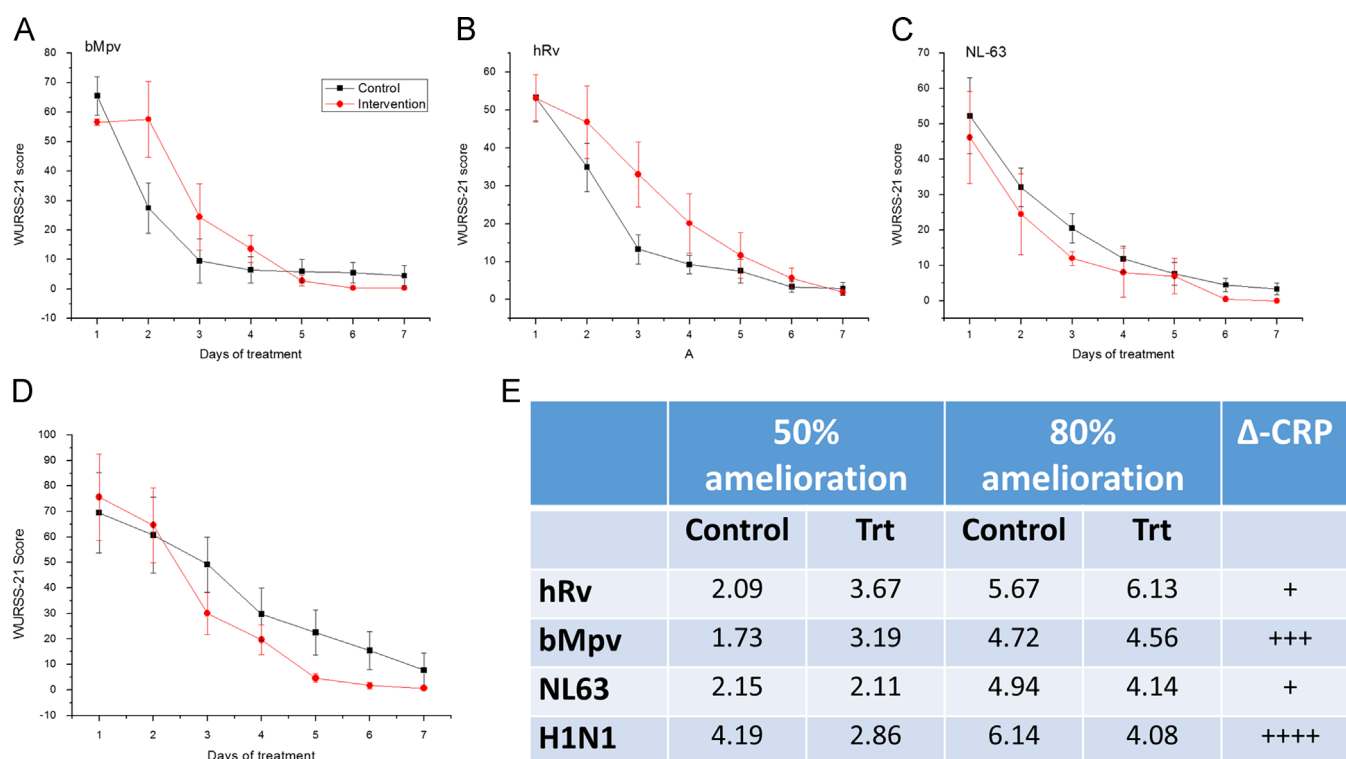 A
bMpv
WURSS-21 score
80
70
60
50
40
30
20
10
0
-10
1 2 3 4 5 6 7
Days of treatment
Control
Intervention
B
hRv
WURSS-21 score
60
50
40
30
20
10
0
1 2 3 4 5 6 7
A
C
NL-63
WURSS-21 score
70
60
50
40
30
20
10
0
1 2 3 4 5 6 7
Days of treatment
D
WURSS-21 Score
100
90
80
70
60
50
40
30
20
10
0
-10
1 2 3 4 5 6 7
Days of treatment
E
50% amelioration 80% amelioration Δ-CRP
Control Trt Control Trt
hRv 2.09 3.67 5.67 6.13 +
bMpv 1.73 3.19 4.72 4.56 +++
NL63 2.15 2.11 4.94 4.14 +
H1N1 4.19 2.86 6.14 4.08 ++++